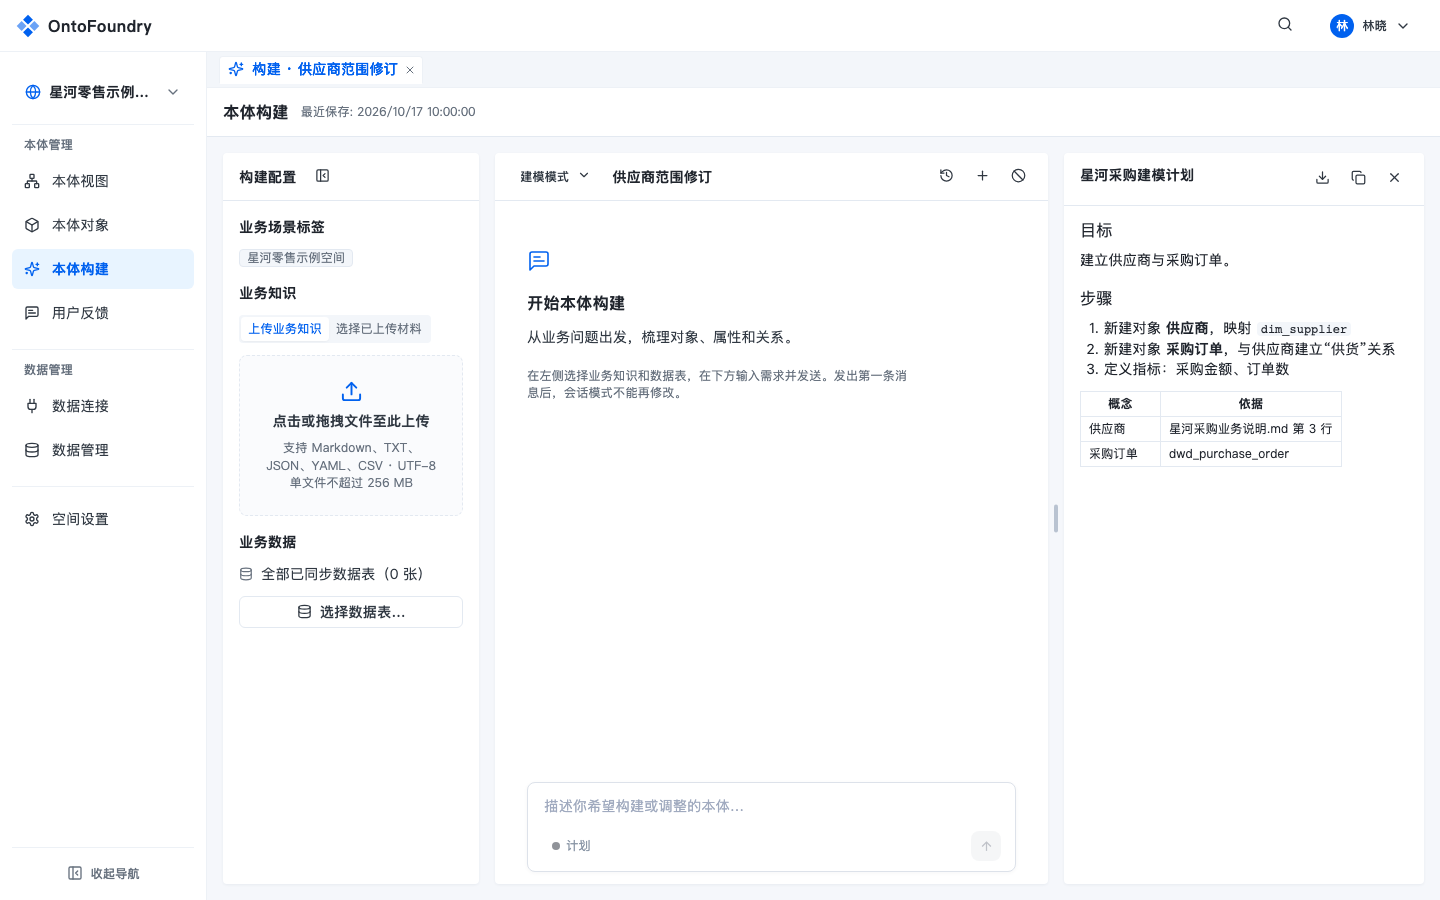 OntoFoundry
林 林晓
星河零售示例...
本体管理
本体视图
本体对象
本体构建
用户反馈
数据管理
数据连接
数据管理
空间设置
收起导航
构建 · 供应商范围修订
本体构建 最近保存: 2026/10/17 10:00:00
构建配置
业务场景标签
星河零售示例空间
业务知识
上传业务知识 选择已上传材料
点击或拖拽文件至此上传
支持 Markdown、TXT、
JSON、YAML、CSV · UTF-8
单文件不超过 256 MB
业务数据
全部已同步数据表（0 张）
选择数据表...
建模模式 供应商范围修订
开始本体构建
从业务问题出发，梳理对象、属性和关系。
在左侧选择业务知识和数据表，在下方输入需求并发送。发出第一条消
息后，会话模式不能再修改。
描述你希望构建或调整的本体...
计划
星河采购建模计划
目标
建立供应商与采购订单。
步骤
1. 新建对象 供应商，映射 dim_supplier
2. 新建对象 采购订单，与供应商建立“供货”关系
3. 定义指标：采购金额、订单数
概念 依据
供应商 星河采购业务说明.md 第 3 行
采购订单 dwd_purchase_order